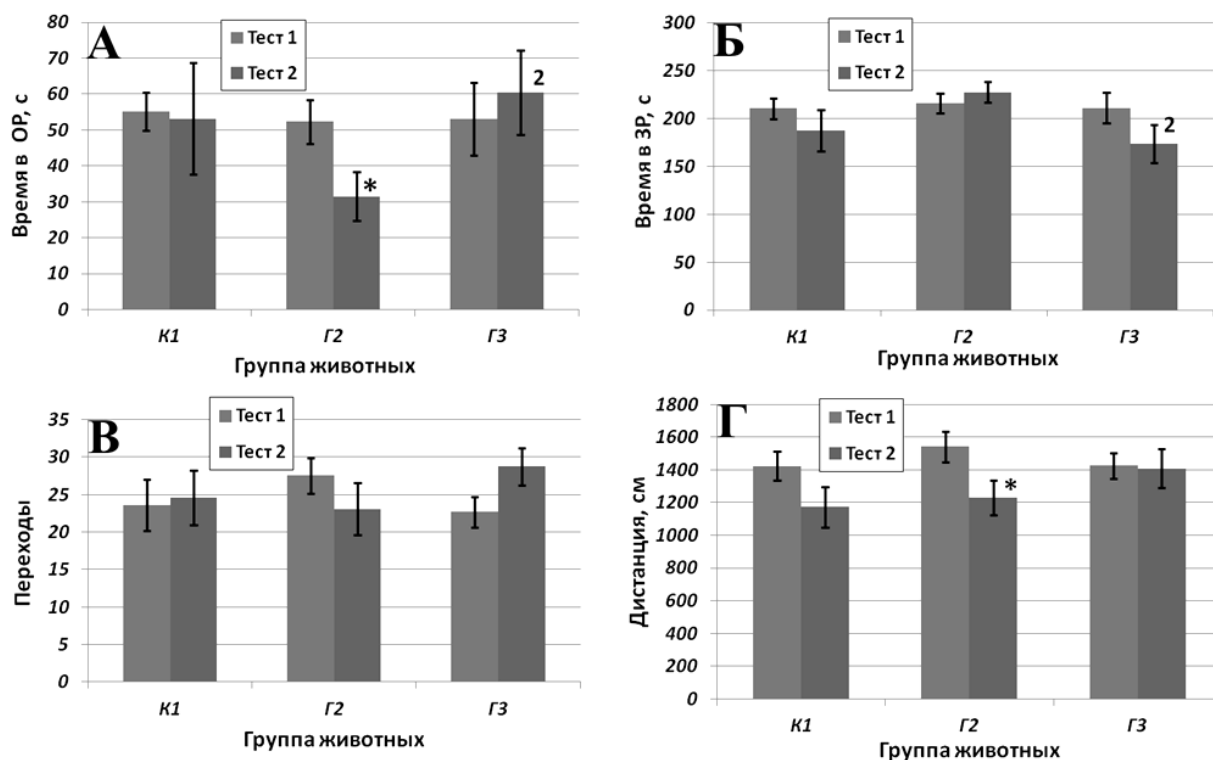 А
Время в ОР, с
80
70
60
50
40
30
20
10
0
Тест 1
Тест 2
*
2
К1
Г2
Г3
Группа животных
Б
Время в ЗР, с
300
250
200
150
100
50
0
Тест 1
Тест 2
2
К1
Г2
Г3
Группа животных
В
Переходы
35
30
25
20
15
10
5
0
Тест 1
Тест 2
К1
Г2
Г3
Группа животных
Г
Дистанция, см
1800
1600
1400
1200
1000
800
600
400
200
0
Тест 1
Тест 2
*
К1
Г2
Г3
Группа животных